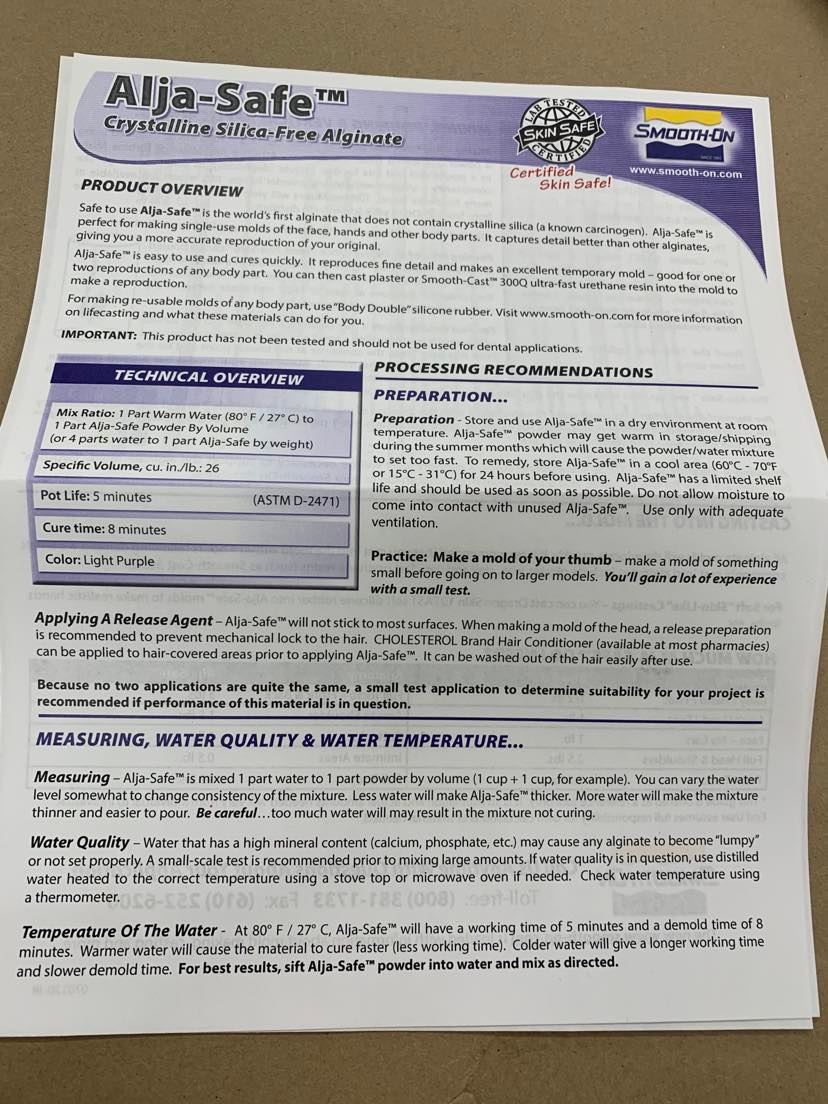 Alja-Safe™
Crystalline Silica-Free Alginate
LAB TESTED
SKIN SAFE
CERTIFIED
Certified
Skin Safe!
SMOOTH-ON
www.smooth-on.com
PRODUCT OVERVIEW
Safe to use Alja-Safe™ is the world's first alginate that does not contain crystalline silica (a known carcinogen). Alja-Safe™ is
perfect for making single-use molds of the face, hands and other body parts. It captures detail better than other alginates,
giving you a more accurate reproduction of your original.
Alja-Safe™ is easy to use and cures quickly. It reproduces fine detail and makes an excellent temporary mold – good for one or
two reproductions of any body part. You can then cast plaster or Smooth-Cast™ 300Q ultra-fast urethane resin into the mold to
make a reproduction.
For making re-usable molds of any body part, use "Body Double" silicone rubber. Visit www.smooth-on.com for more information
on lifecasting and what these materials can do for you.
IMPORTANT: This product has not been tested and should not be used for dental applications.
TECHNICAL OVERVIEW
Mix Ratio: 1 Part Warm Water (80° F / 27° C) to
1 Part Alja-Safe Powder By Volume
(or 4 parts water to 1 part Alja-Safe by weight)
Specific Volume, cu. in./lb.: 26
Pot Life: 5 minutes (ASTM D-2471)
Cure time: 8 minutes
Color: Light Purple
PROCESSING RECOMMENDATIONS
PREPARATION...
Preparation - Store and use Alja-Safe™ in a dry environment at room
temperature. Alja-Safe™ powder may get warm in storage/shipping
during the summer months which will cause the powder/water mixture
to set too fast. To remedy, store Alja-Safe™ in a cool area (60°C - 70°F
or 15°C - 31°C) for 24 hours before using. Alja-Safe™ has a limited shelf
life and should be used as soon as possible. Do not allow moisture to
come into contact with unused Alja-Safe™. Use only with adequate
ventilation.
Practice: Make a mold of your thumb – make a mold of something
small before going on to larger models. You'll gain a lot of experience
with a small test.
Applying A Release Agent – Alja-Safe™ will not stick to most surfaces. When making a mold of the head, a release preparation
is recommended to prevent mechanical lock to the hair. CHOLESTEROL Brand Hair Conditioner (available at most pharmacies)
can be applied to hair-covered areas prior to applying Alja-Safe™. It can be washed out of the hair easily after use.
Because no two applications are quite the same, a small test application to determine suitability for your project is
recommended if performance of this material is in question.
MEASURING, WATER QUALITY & WATER TEMPERATURE...
Measuring – Alja-Safe™ is mixed 1 part water to 1 part powder by volume (1 cup + 1 cup, for example). You can vary the water
level somewhat to change consistency of the mixture. Less water will make Alja-Safe™ thicker. More water will make the mixture
thinner and easier to pour. Be careful...too much water will may result in the mixture not curing.
Water Quality – Water that has a high mineral content (calcium, phosphate, etc.) may cause any alginate to become "lumpy"
or not set properly. A small-scale test is recommended prior to mixing large amounts. If water quality is in question, use distilled
water heated to the correct temperature using a stove top or microwave oven if needed. Check water temperature using
a thermometer.
Temperature Of The Water - At 80° F / 27° C, Alja-Safe™ will have a working time of 5 minutes and a demold time of 8
minutes. Warmer water will cause the material to cure faster (less working time). Colder water will give a longer working time
and slower demold time. For best results, sift Alja-Safe™ powder into water and mix as directed.